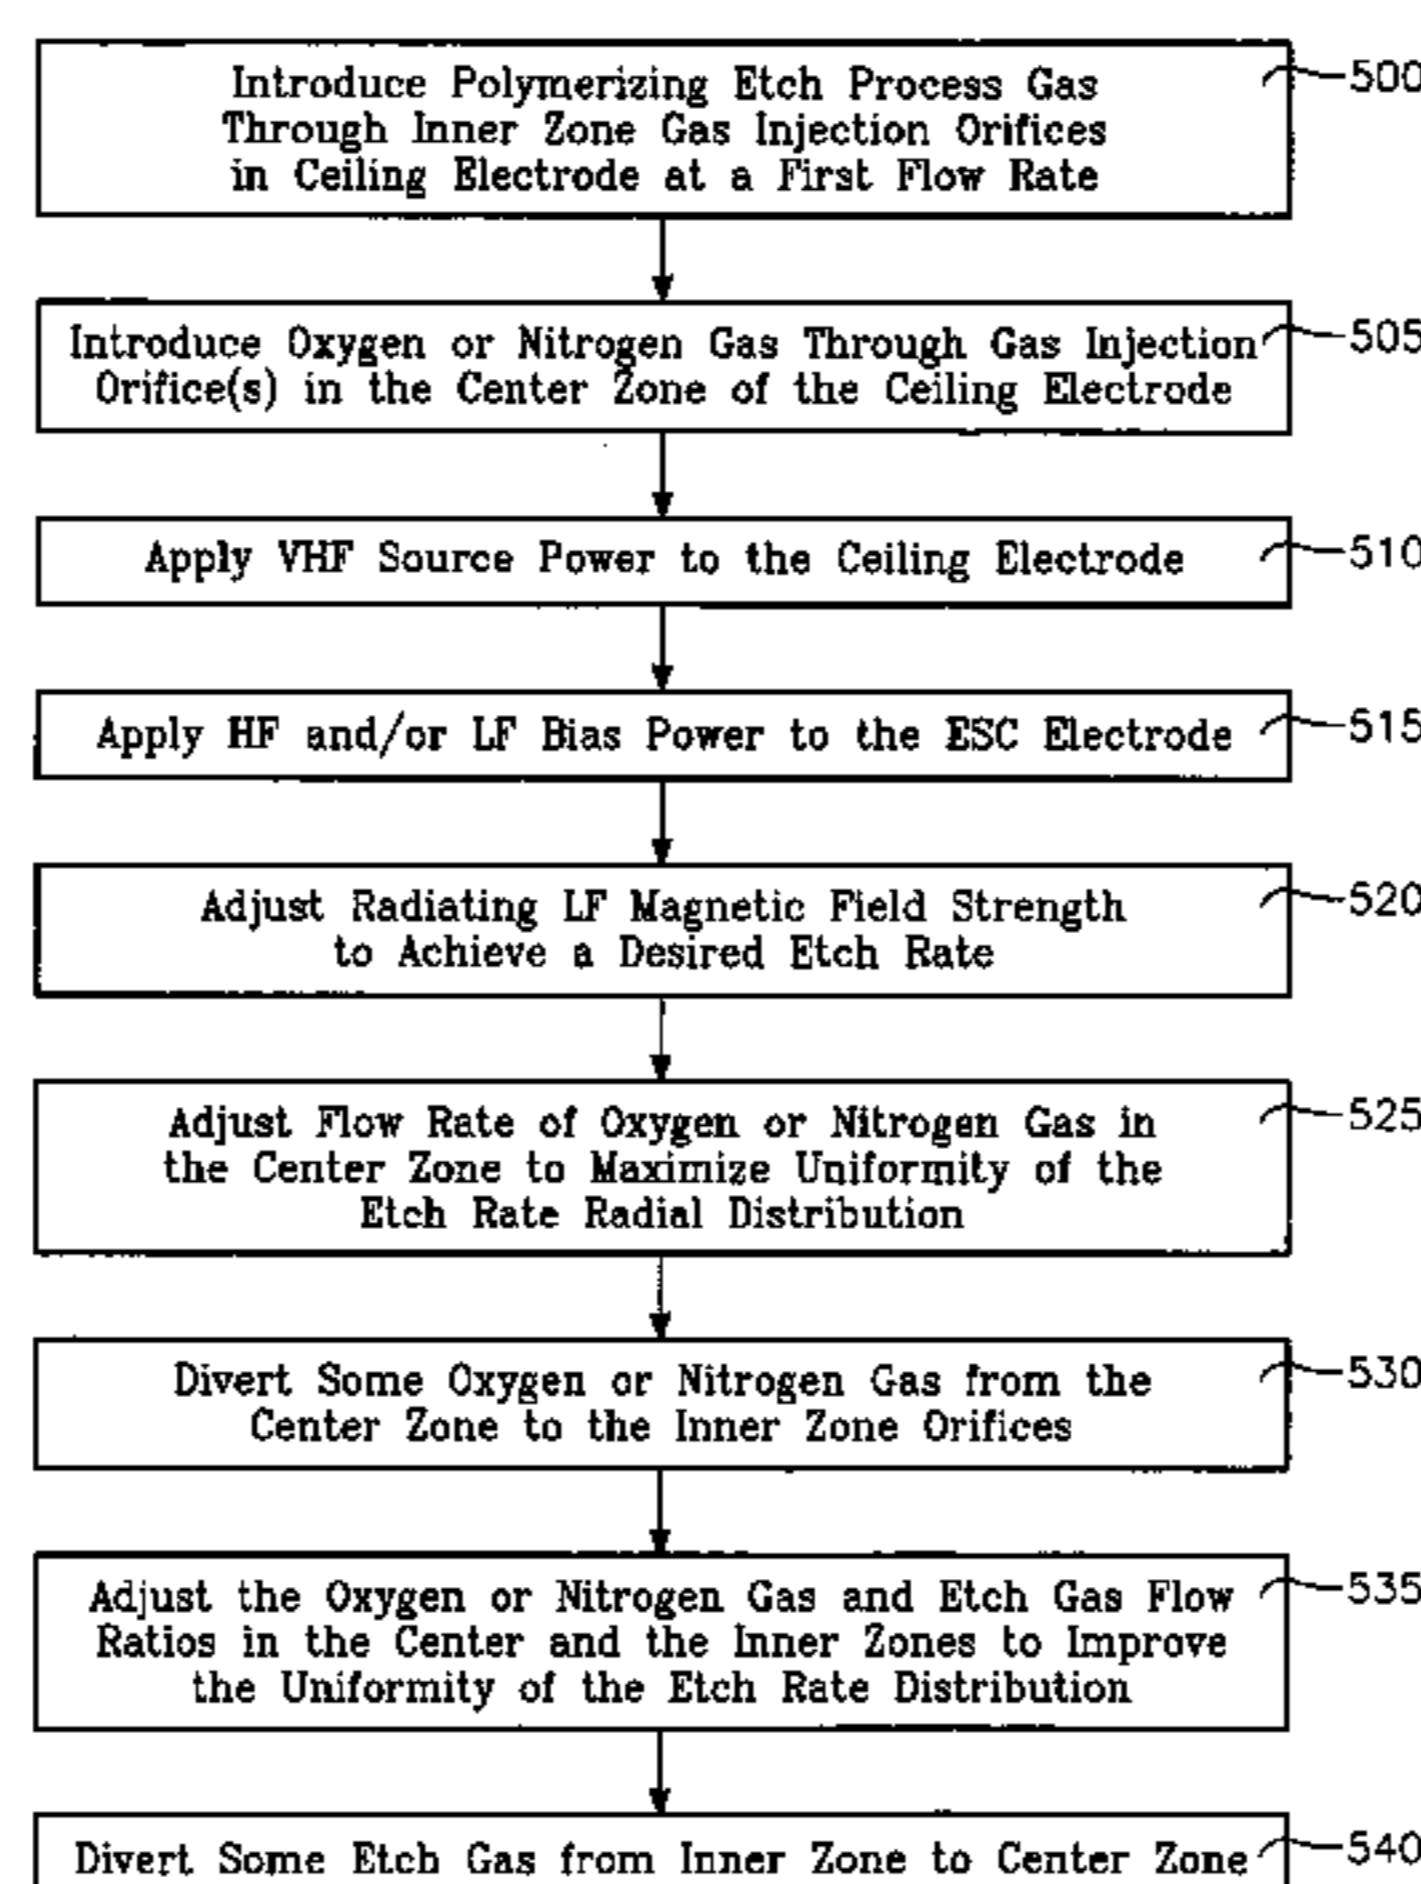 Introduce Polymerizing Etch Process Gas
Through Inner Zone Gas Injection Orifices
in Ceiling Electrode at a First Flow Rate
500
Introduce Oxygen or Nitrogen Gas Through Gas Injection
Orifice(s) in the Center Zone of the Ceiling Electrode
505
Apply VHF Source Power to the Ceiling Electrode
510
Apply HF and/or LF Bias Power to the ESC Electrode
515
Adjust Radiating LF Magnetic Field Strength
to Achieve a Desired Etch Rate
520
Adjust Flow Rate of Oxygen or Nitrogen Gas in
the Center Zone to Maximize Uniformity of the
Etch Rate Radial Distribution
525
Divert Some Oxygen or Nitrogen Gas from the
Center Zone to the Inner Zone Orifices
530
Adjust the Oxygen or Nitrogen Gas and Etch Gas Flow
Ratios in the Center and the Inner Zones to Improve
the Uniformity of the Etch Rate Distribution
535
Divert Some Etch Gas from Inner Zone to Center Zone
540